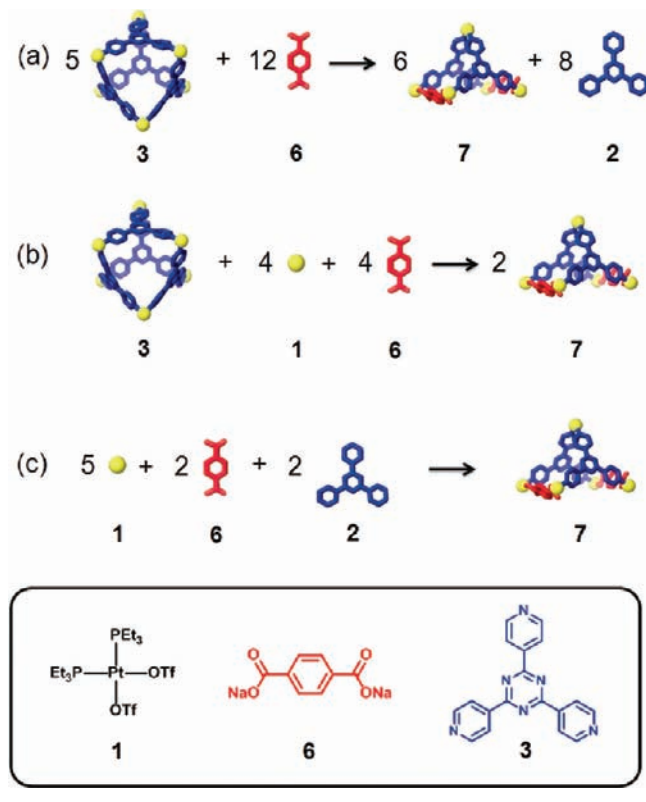 (a) 5 + 12 → 6 + 8
3 6 7 2
(b) + 4 + 4 → 2
3 1 6 7
(c) 5 + 2 + 2 →
1 6 2 7
PEt3
Et3P—Pt—OTf
OTf
1
O O
NaO ONa
6
N
N N
N
N N
3